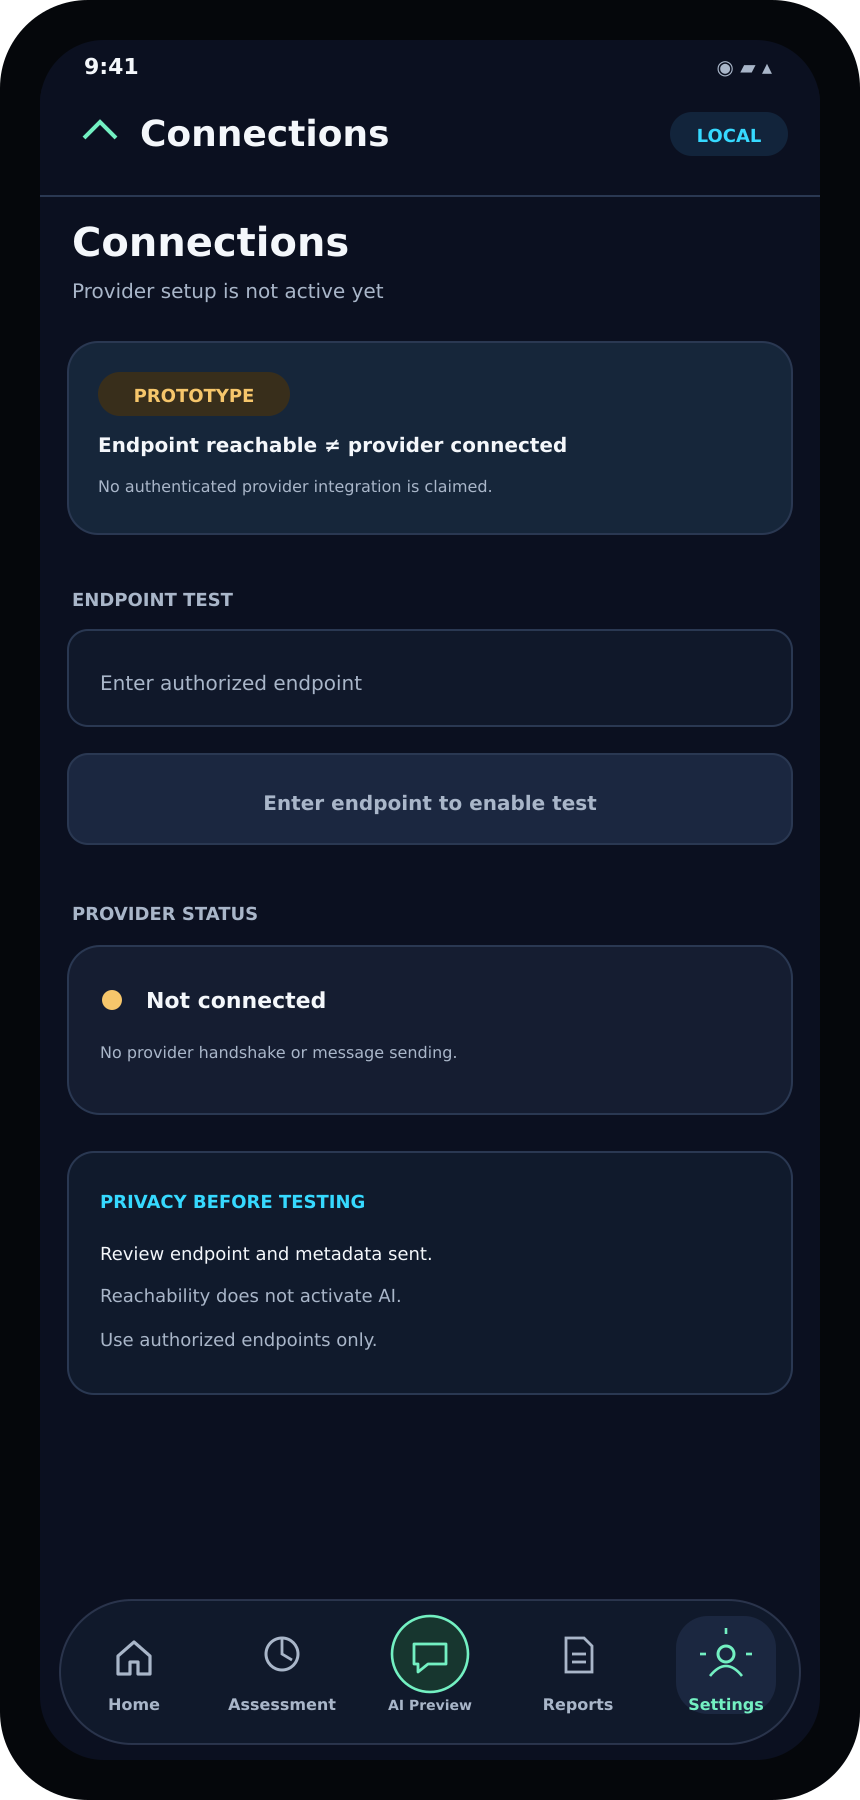 9:41
Connections
LOCAL
Connections
Provider setup is not active yet
PROTOTYPE
Endpoint reachable ≠ provider connected
No authenticated provider integration is claimed.
ENDPOINT TEST
Enter authorized endpoint
Enter endpoint to enable test
PROVIDER STATUS
Not connected
No provider handshake or message sending.
PRIVACY BEFORE TESTING
Review endpoint and metadata sent.
Reachability does not activate AI.
Use authorized endpoints only.
Home
Assessment
AI Preview
Reports
Settings